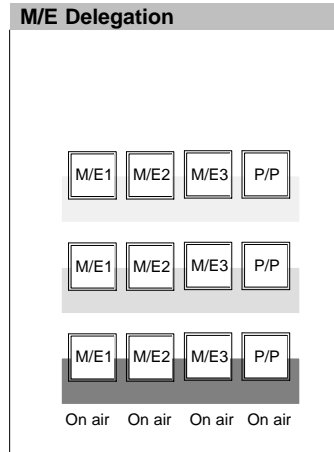 M/E Delegation
M/E1 M/E2 M/E3 P/P
M/E1 M/E2 M/E3 P/P
M/E1 M/E2 M/E3 P/P
On air On air On air On air